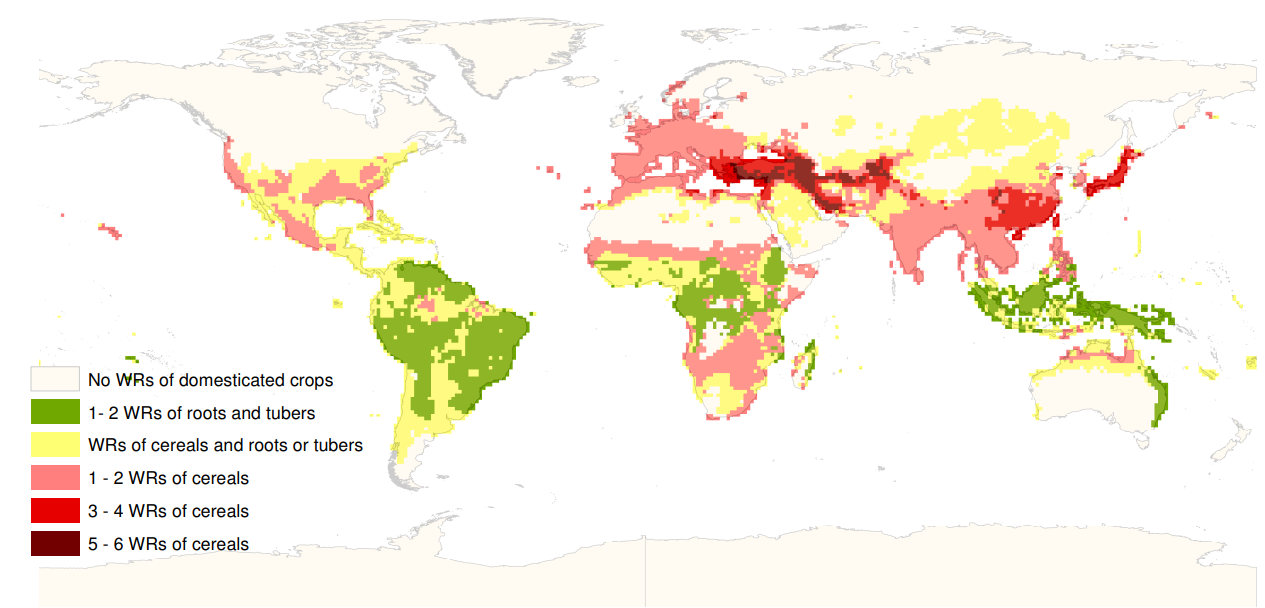 No WRs of domesticated crops
1- 2 WRs of roots and tubers
WRs of cereals and roots or tubers
1 - 2 WRs of cereals
3 - 4 WRs of cereals
5 - 6 WRs of cereals